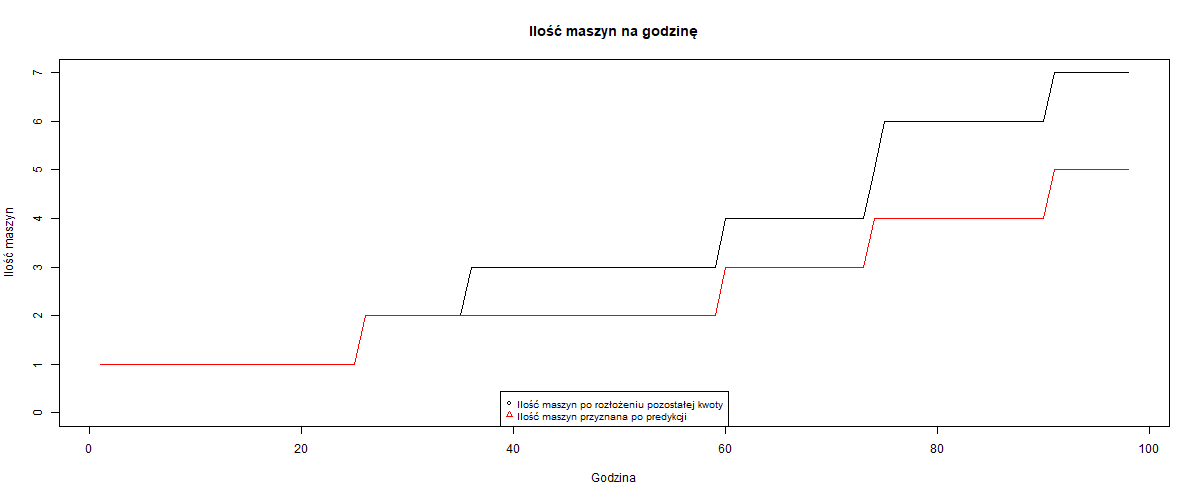 Ilość maszyn na godzinę
Ilość maszyn
7
6
5
4
3
2
1
0
Ilość maszyn po rozłożeniu pozostałej kwoty
Ilość maszyn przyznana po predykcji
0 20 40 60 80 100
Godzina